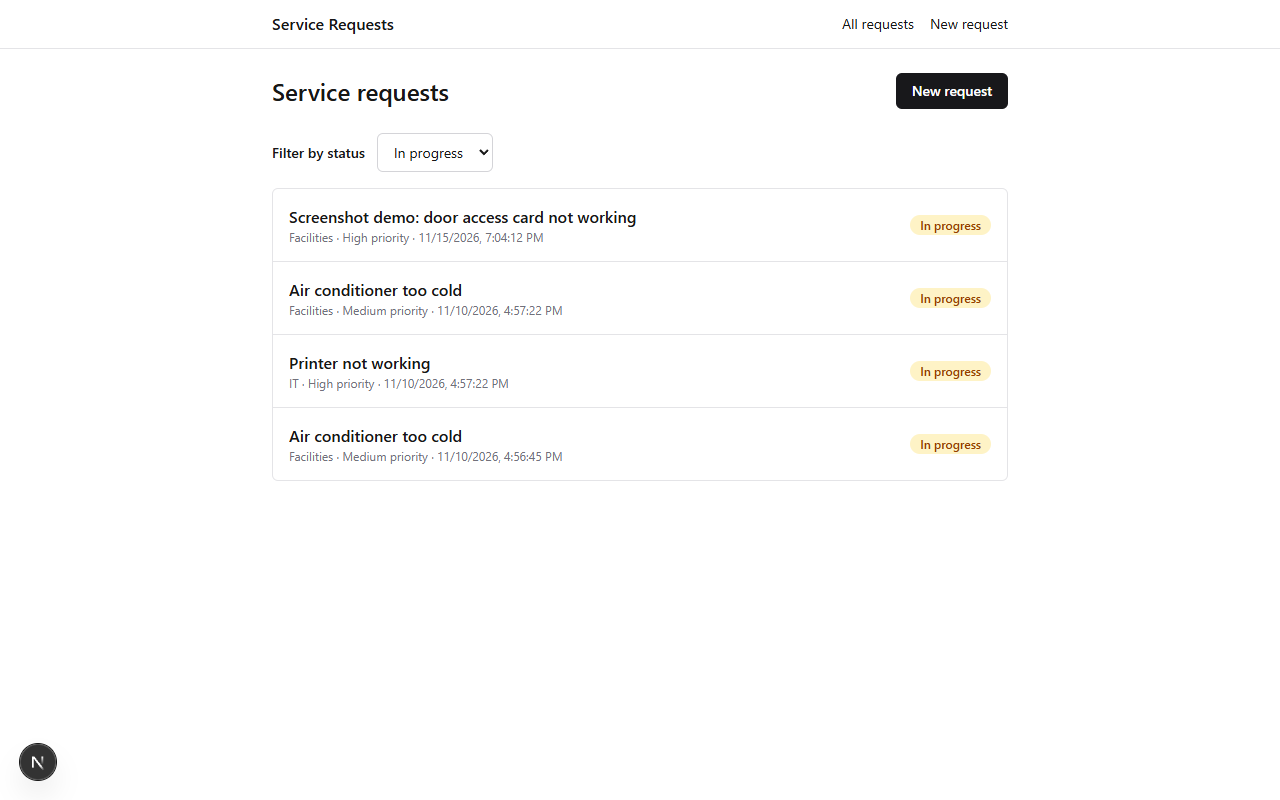 Service Requests
All requests
New request
Service requests
New request
Filter by status
In progress
Screenshot demo: door access card not working
Facilities · High priority · 11/15/2026, 7:04:12 PM
In progress
Air conditioner too cold
Facilities · Medium priority · 11/10/2026, 4:57:22 PM
In progress
Printer not working
IT · High priority · 11/10/2026, 4:57:22 PM
In progress
Air conditioner too cold
Facilities · Medium priority · 11/10/2026, 4:56:45 PM
In progress
N